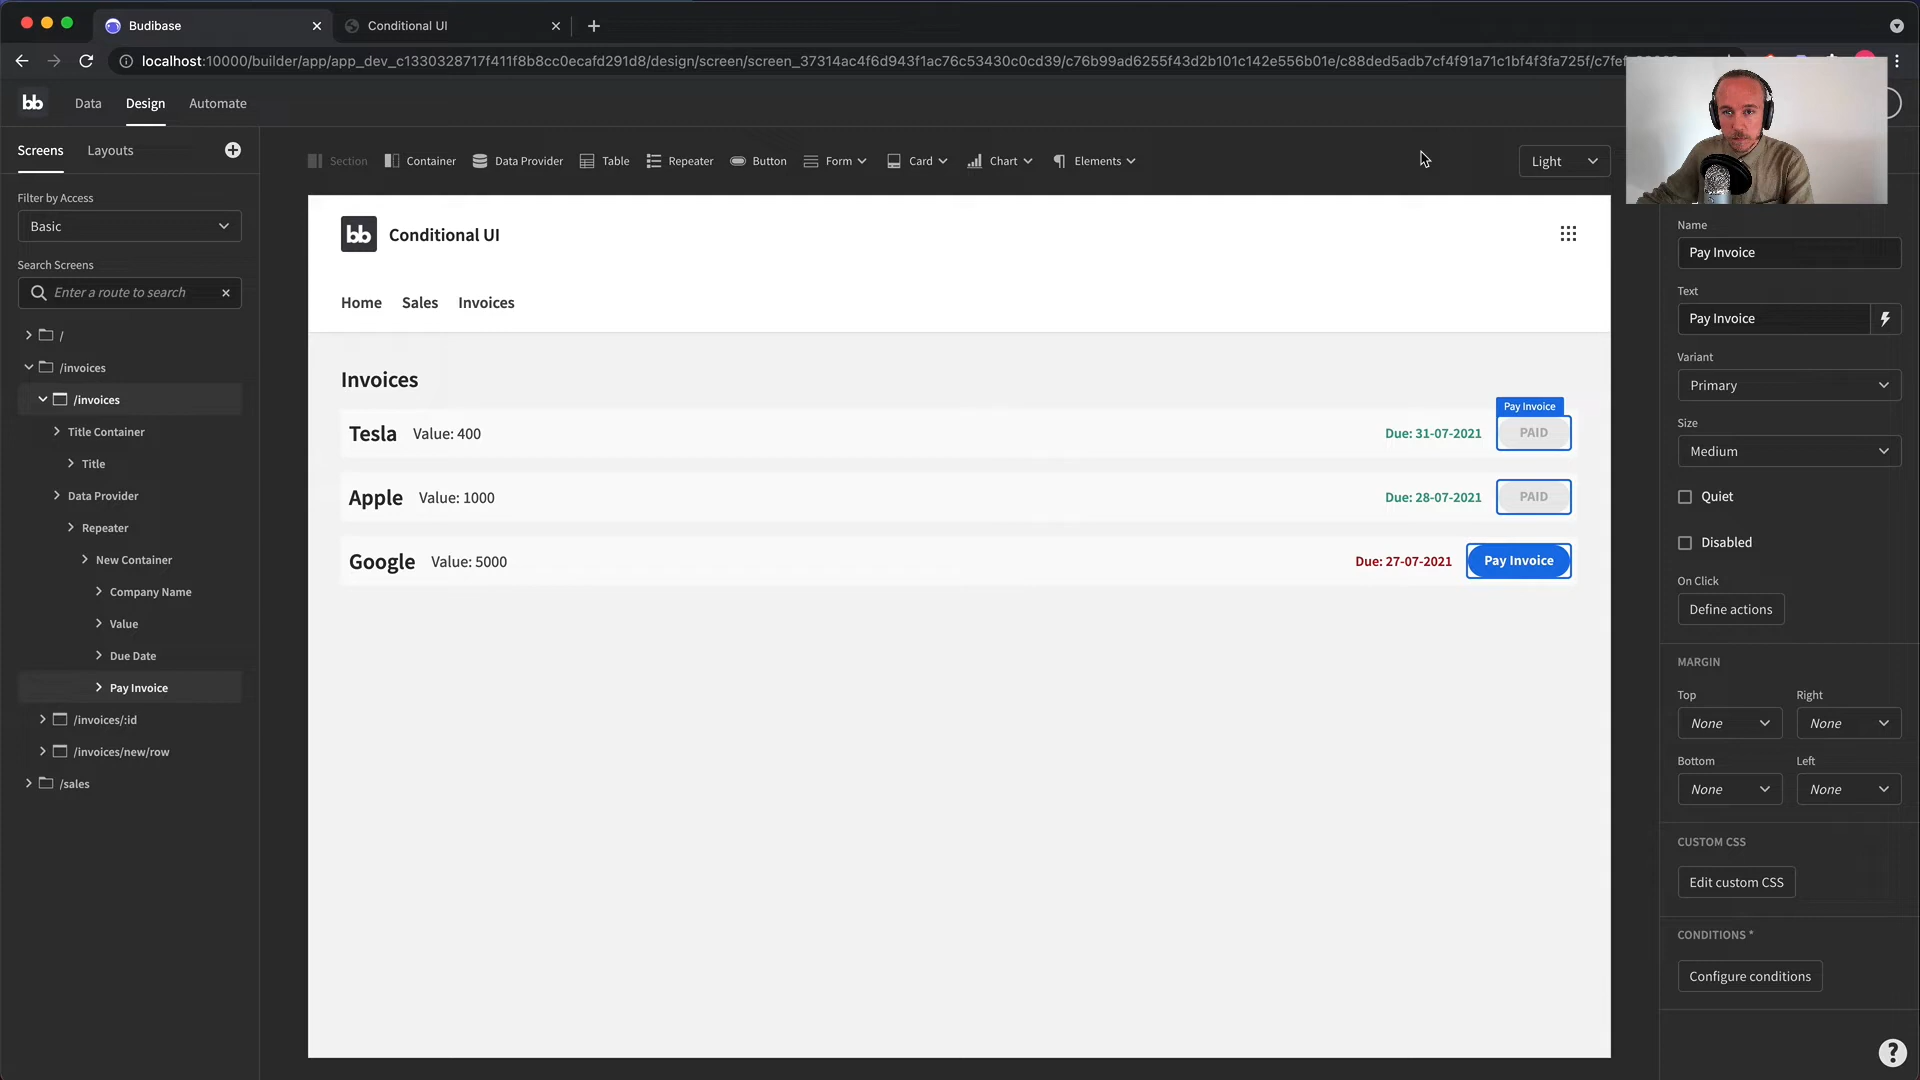 Budibase
Conditional UI
localhost:10000/builder/app/app_dev_c1330328717f411f8b8cc0ecafd291d8/design/screen/screen_37314ac4f6d943f1ac76c53430c0cd39/c76b99ad6255f43d2b101c142e556b01e/c88ded5adb7cf4f91a71c1bf4f3fa725f/c7fef
bb
Data
Design
Automate
Screens
Layouts
Section
Container
Data Provider
Table
Repeater
Button
Form
Card
Chart
Elements
Light
Filter by Access
Basic
Search Screens
Enter a route to search
/
/invoices
/invoices
Title Container
Title
Data Provider
Repeater
New Container
Company Name
Value
Due Date
Pay Invoice
/invoices/:id
/invoices/new/row
/sales
bb Conditional UI
Home Sales Invoices
Invoices
Pay Invoice
Tesla Value: 400 Due: 31-07-2021 PAID
Apple Value: 1000 Due: 28-07-2021 PAID
Google Value: 5000 Due: 27-07-2021 Pay Invoice
Name
Pay Invoice
Text
Pay Invoice
Variant
Primary
Size
Medium
Quiet
Disabled
On Click
Define actions
MARGIN
Top Right
None None
Bottom Left
None None
CUSTOM CSS
Edit custom CSS
CONDITIONS *
Configure conditions
?